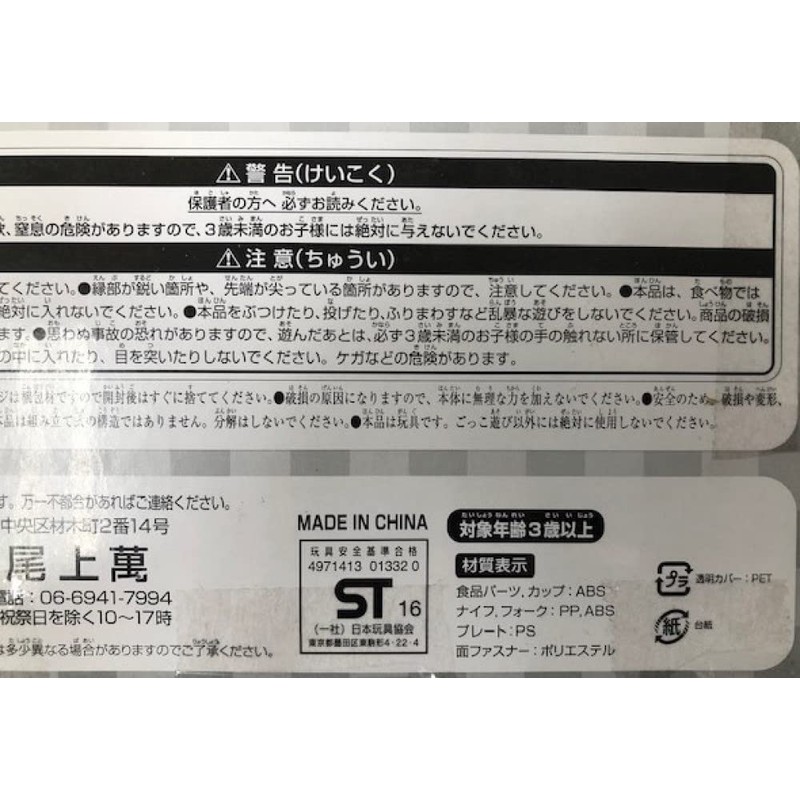 ⚠警告(けいこく)
保護者の方へ 必ずお読みください。
窒息の危険がありますので、3歳未満のお子様には絶対に与えないでください。
⚠注意(ちゅうい)
てください。●縁部が鋭い箇所や、先端が尖っている箇所がありますので、注意してください。●本品は、食べ物では
絶対に入れないでください。●本品をぶつけたり、投げたり、ふりまわすなど乱暴な遊びをしないでください。商品の破損
ます。●思わぬ事故の恐れがありますので、遊んだあとは、必ず3歳未満のお子様の手の触れない所に保管してください。
の中に入れたり、目を突いたりしないでください。ケガなどの危険があります。
ジは梱包材ですので開封後はすぐに捨ててください。●破損の原因になりますので、本体に無理な力を加えないでください。●安全のため、破損や変形、
品は組み立て式の構造ではありません。分解はしないでください。●本品は玩具です。ごっこ遊び以外には絶対に使用しないでください。
す。万一不都合があればご連絡ください。
中央区材木町2番14号
尾上萬
電話:06-6941-7994
祝祭日を除く10〜17時
は多少異なる場合がありますのでご了承ください。
MADE IN CHINA
玩具安全基準合格
4971413 01332 0
ST 16
(一社)日本玩具協会
東京都墨田区東駒形4-22-4
対象年齢3歳以上
材質表示
食品パーツ,カップ:ABS
ナイフ,フォーク:PP,ABS
プレート:PS
面ファスナー:ポリエステル
プラ 透明カバー:PET
紙 台紙